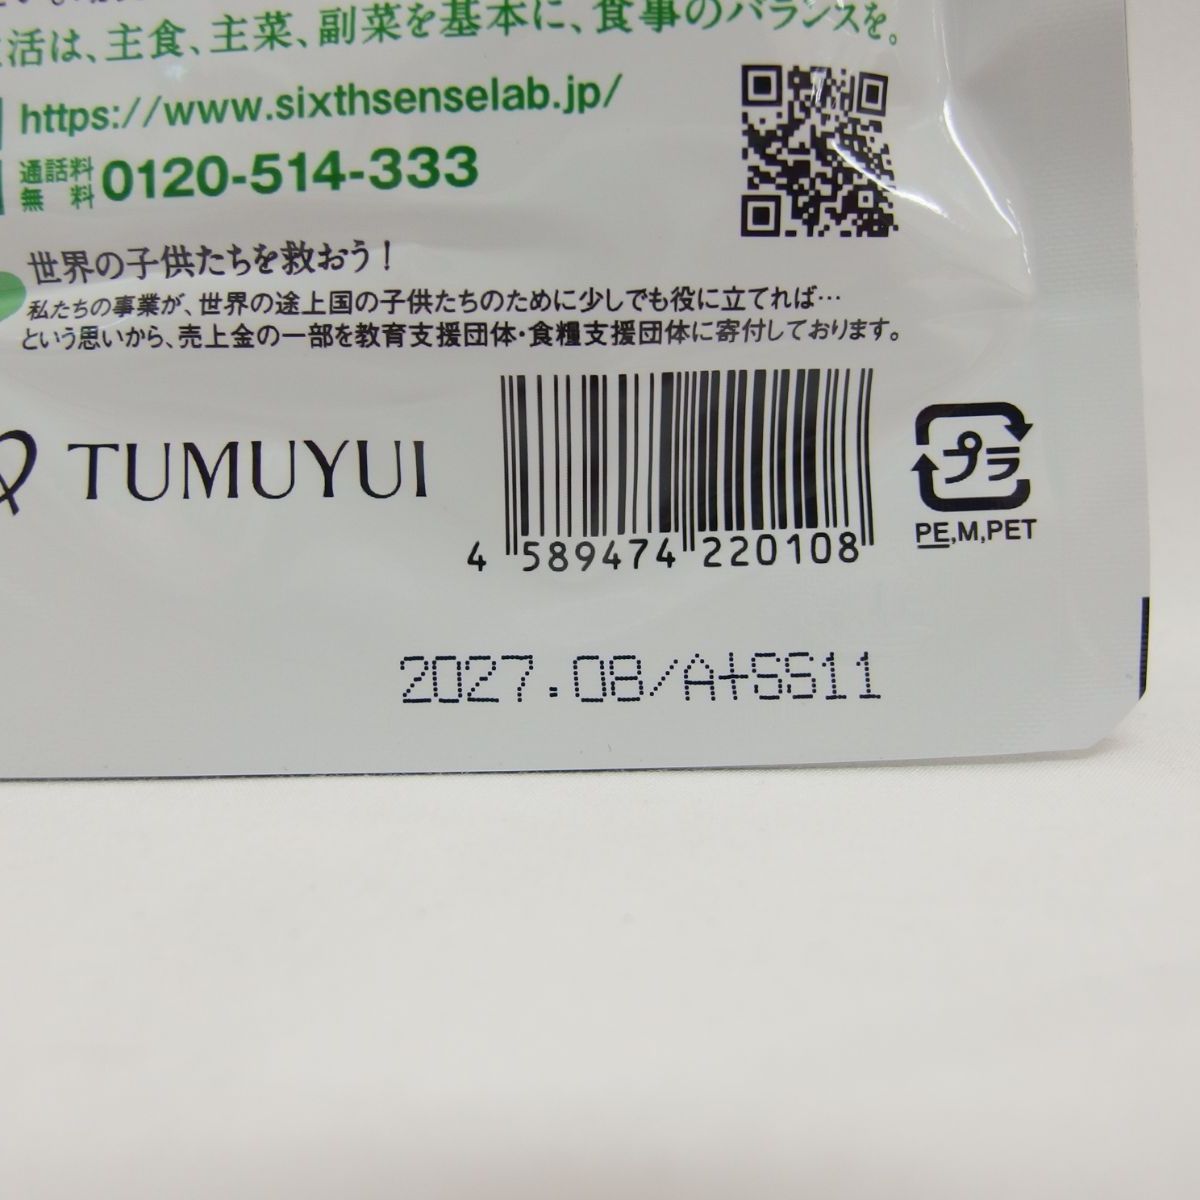 活は、主食、主菜、副菜を基本に、食事のバランスを。
https://www.sixthsenselab.jp/
通話料無料 0120-514-333
世界の子供たちを救おう!
私たちの事業が、世界の途上国の子供たちのために少しでも役に立てれば…
という思いから、売上金の一部を教育支援団体・食糧支援団体に寄付しております。
TUMUYUI
4 589474 220108
プラ
PE,M,PET
2027.08/A+SS11